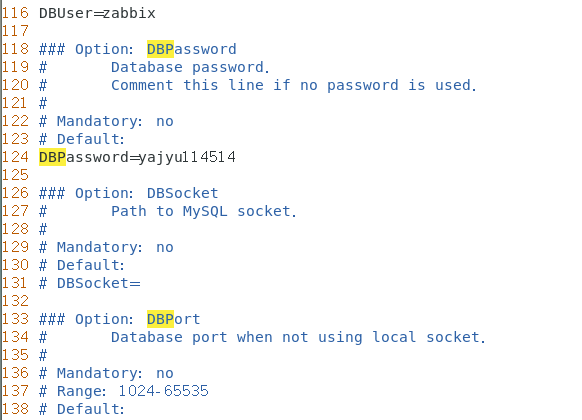 116 DBUser=zabbix
117
118 ### Option: DBPassword
119 #       Database password.
120 #       Comment this line if no password is used.
121 #
122 # Mandatory: no
123 # Default:
124 DBPassword=yajyu114514
125
126 ### Option: DBSocket
127 #       Path to MySQL socket.
128 #
129 # Mandatory: no
130 # Default:
131 # DBSocket=
132
133 ### Option: DBPort
134 #       Database port when not using local socket.
135 #
136 # Mandatory: no
137 # Range: 1024-65535
138 # Default: